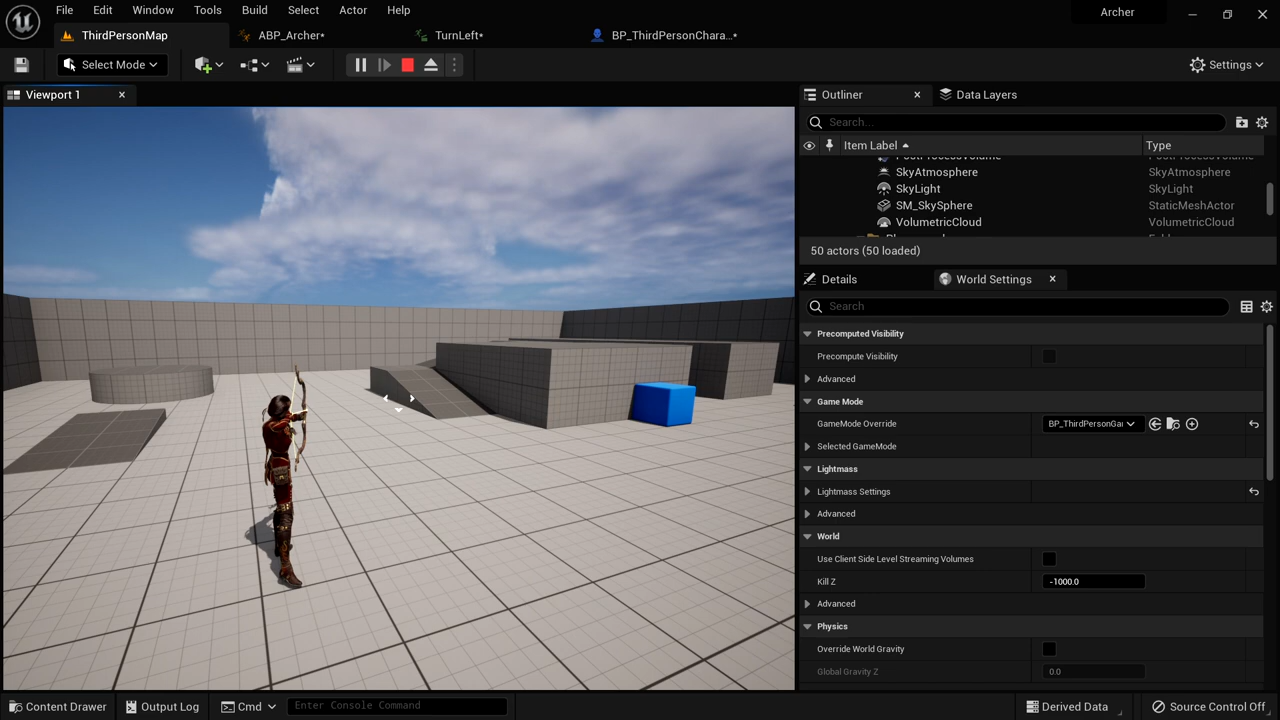 File Edit Window Tools Build Select Actor Help
Archer
ThirdPersonMap
ABP_Archer*
TurnLeft*
BP_ThirdPersonChara...*
Select Mode
Settings
Viewport 1
Outliner
Data Layers
Search...
Item Label
Type
PostProcessVolume
SkyAtmosphere SkyAtmosphere
SkyLight SkyLight
SM_SkySphere StaticMeshActor
VolumetricCloud VolumetricCloud
50 actors (50 loaded)
Details
World Settings
Search
Precomputed Visibility
Precompute Visibility
Advanced
Game Mode
GameMode Override BP_ThirdPersonGa
Selected GameMode
Lightmass
Lightmass Settings
Advanced
World
Use Client Side Level Streaming Volumes
Kill Z -1000.0
Advanced
Physics
Override World Gravity
Global Gravity Z 0.0
Content Drawer
Output Log
Cmd
Enter Console Command
Derived Data
Source Control Off